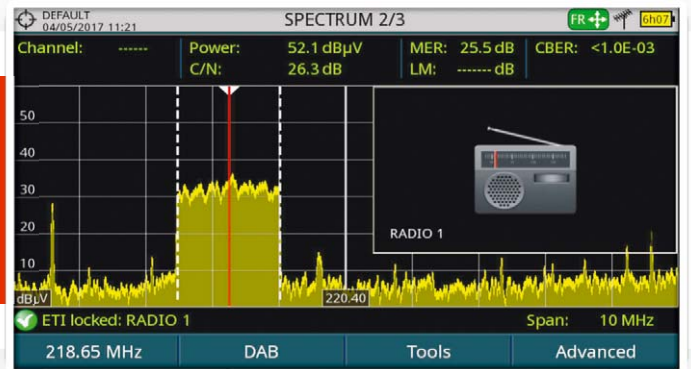 DEFAULT
04/05/2017 11:21
SPECTRUM 2/3
FR
6h07
Channel: ------
Power: 52.1 dBµV
MER: 25.5 dB
CBER: <1.0E-03
C/N: 26.3 dB
LM: ------- dB
50
40
30
20
10
dBµV
220.40
RADIO 1
ETI locked: RADIO 1
Span: 10 MHz
218.65 MHz
DAB
Tools
Advanced